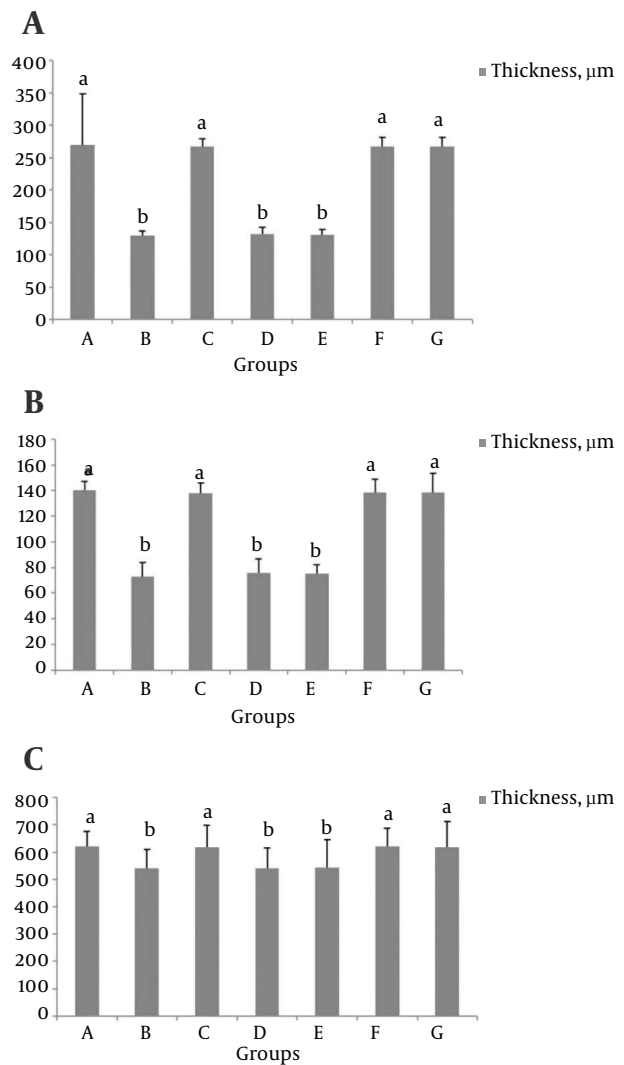 A
Thickness, µm
400
350
300
250
200
150
100
50
0
a
b
a
b
b
a
a
A B C D E F G
Groups
B
Thickness, µm
180
160
140
120
100
80
60
40
20
0
a
b
a
b
b
a
a
A B C D E F G
Groups
C
Thickness, µm
800
700
600
500
400
300
200
100
0
a
b
a
b
b
a
a
A B C D E F G
Groups